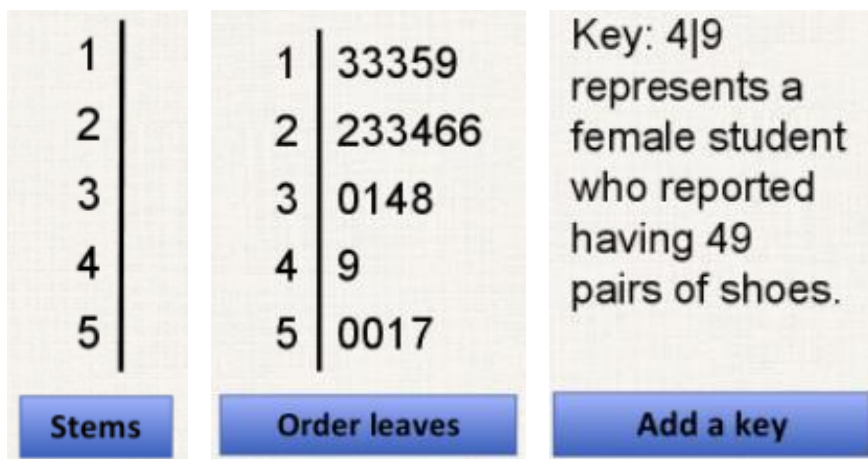 1
2
3
4
5
Stems
1 33359
2 233466
3 0148
4 9
5 0017
Order leaves
Key: 4|9
represents a
female student
who reported
having 49
pairs of shoes.
Add a key